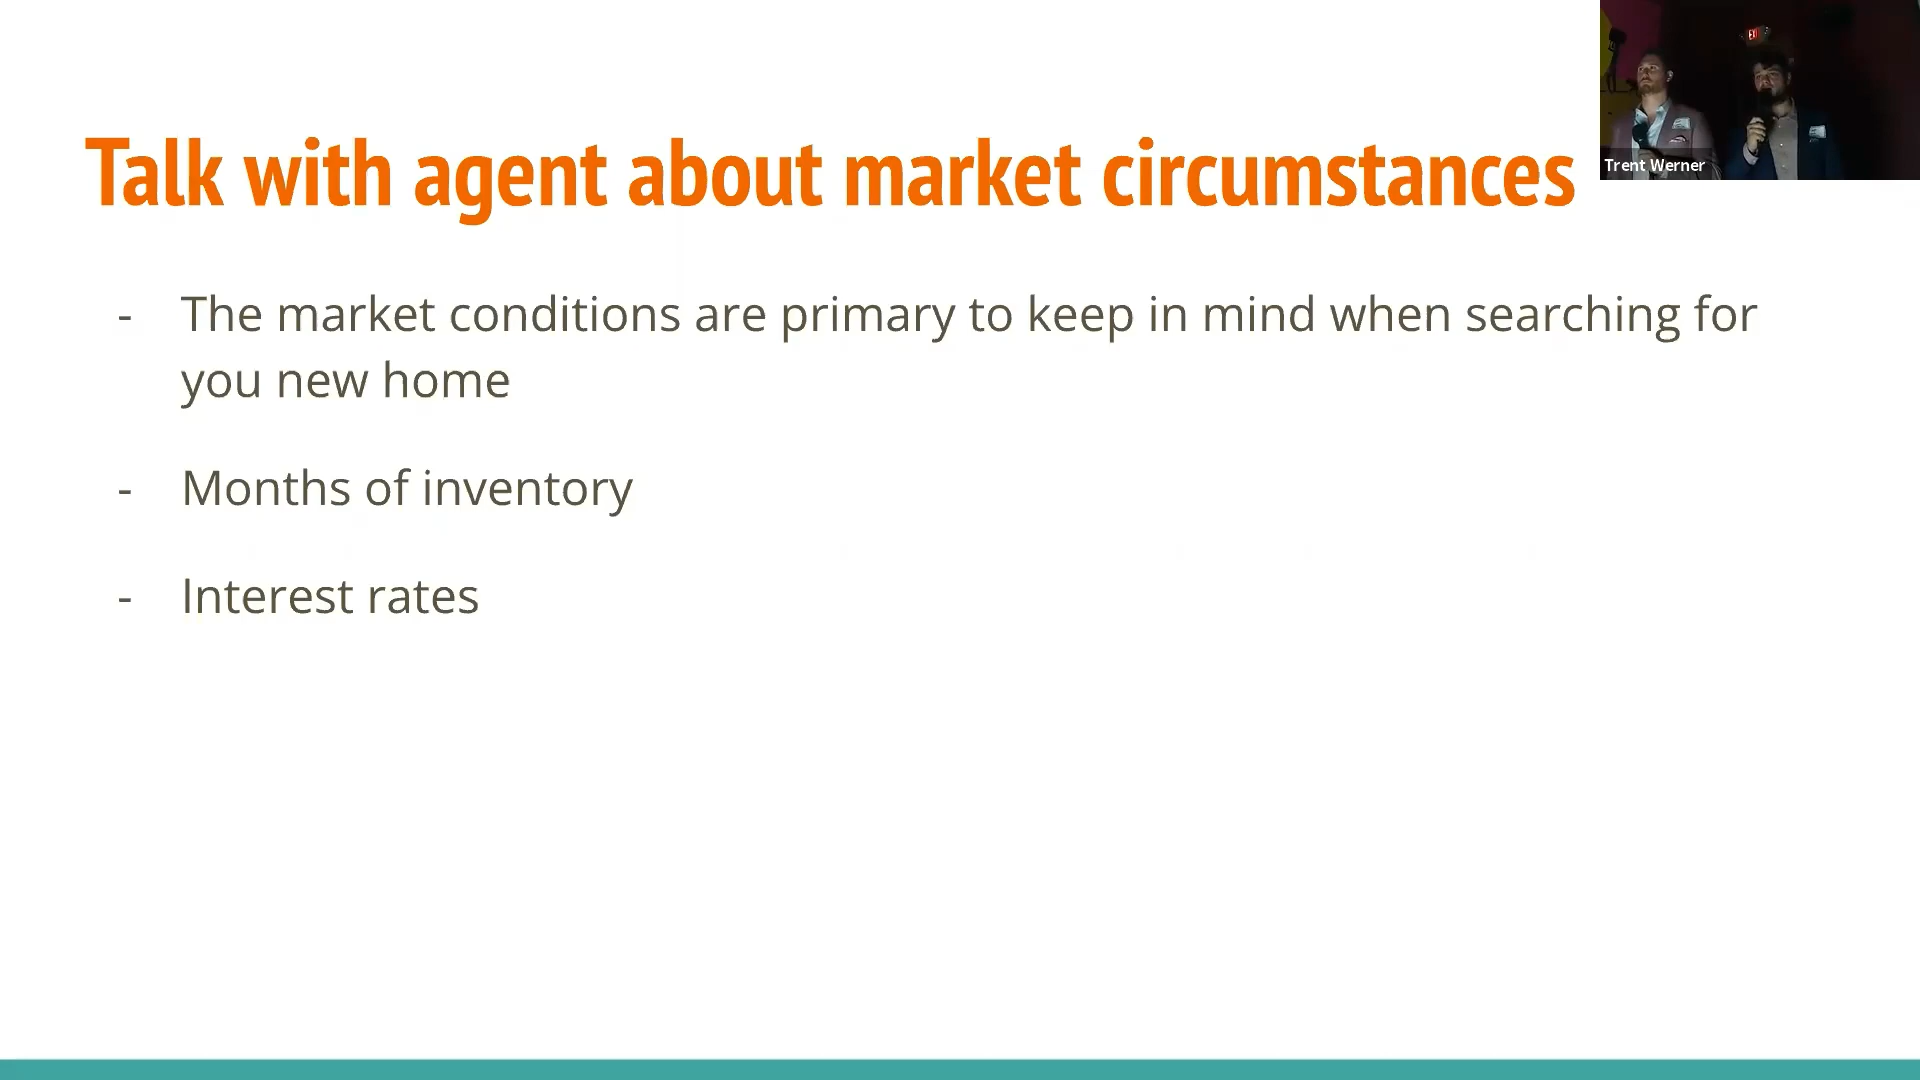 Talk with agent about market circumstances
- The market conditions are primary to keep in mind when searching for
you new home
- Months of inventory
- Interest rates
Trent Werner